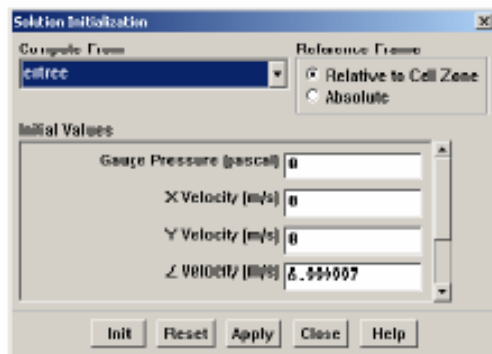 Solution Initialization
Compute From
entree
Reference Frame
Relative to Cell Zone
Absolute
Initial Values
Gauge Pressure (pascal) 0
X Velocity (m/s) 0
Y Velocity (m/s) 0
Z Velocity (m/s)
Init Reset Apply Close Help